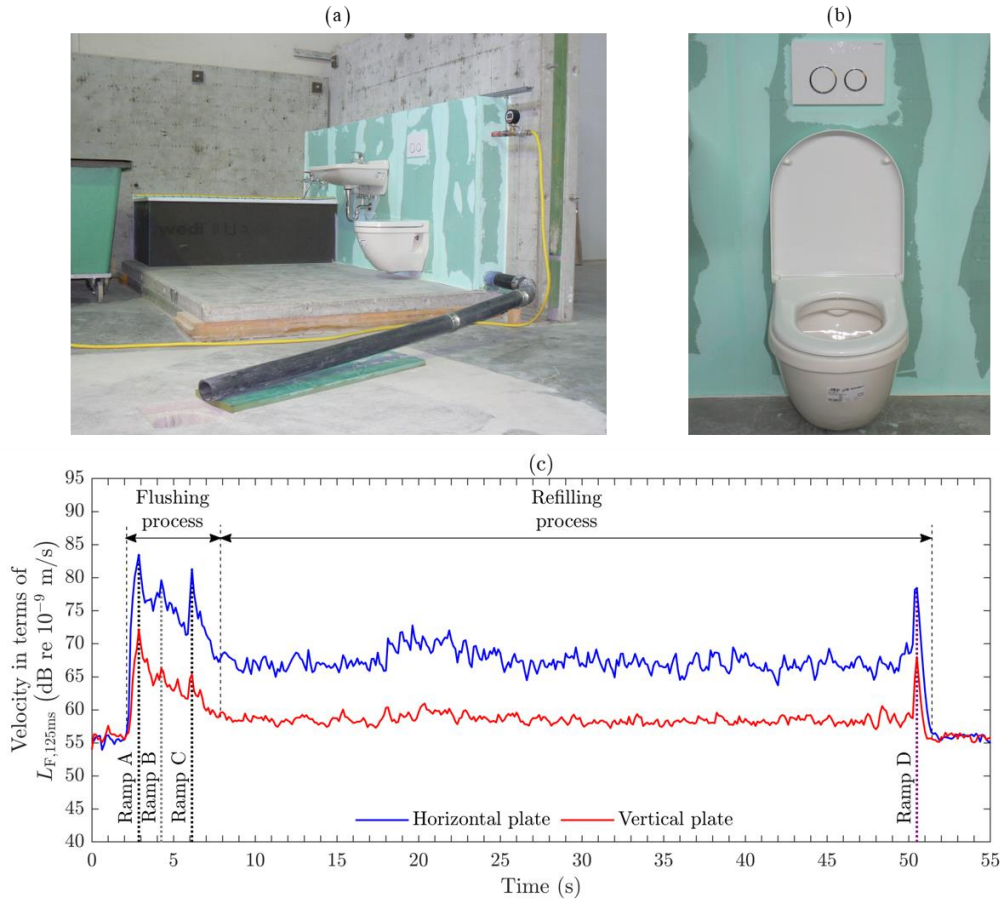 (a)
(b)
wedi
(c)
Flushing
process
Refilling
process
Velocity in terms of
L_F,125ms (dB re 10⁻⁹ m/s)
95
90
85
80
75
70
65
60
55
50
45
40
Ramp A
Ramp B
Ramp C
Ramp D
Horizontal plate
Vertical plate
0
5
10
15
20
25
30
35
40
45
50
55
Time (s)